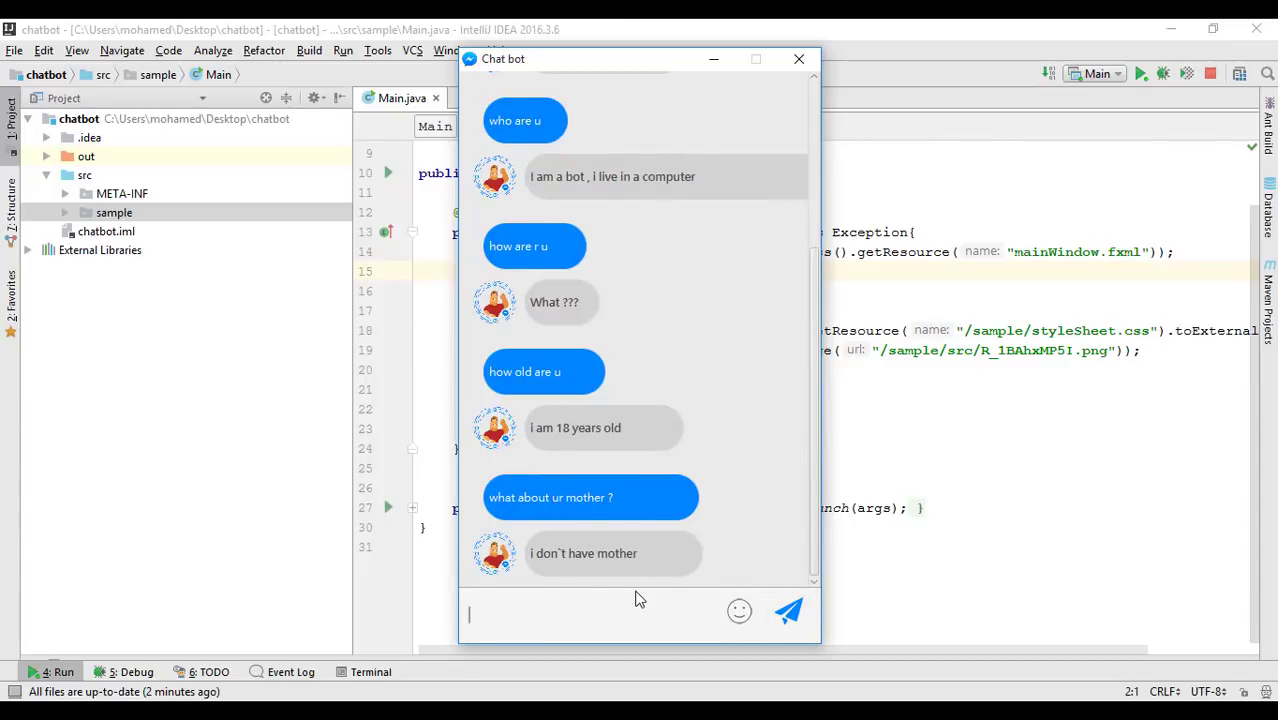 chatbot - [C:\Users\mohamed\Desktop\chatbot] - [chatbot] - ...\src\sample\Main.java - IntelliJ IDEA 2016.3.6
File Edit View Navigate Code Analyze Refactor Build Run Tools VCS
chatbot src sample Main
Main
Project
Main.java
chatbot C:\Users\mohamed\Desktop\chatbot
.idea
out
src
META-INF
sample
chatbot.iml
External Libraries
1: Project
7: Structure
2: Favorites
Ant Build
Database
Maven Projects
Main
9
10
11
12
13 Exception{
14 .getResource( name: "mainWindow.fxml"));
15
16
17
18 etResource( name: "/sample/styleSheet.css").toExternal
19 ( url: "/sample/src/R_1BAhxMP5I.png"));
20
21
22
24 }
25
26
27 nch(args); }
30 }
31
Chat bot
who are u
I am a bot , i live in a computer
how are r u
What ???
how old are u
i am 18 years old
what about ur mother ?
i don`t have mother
4: Run 5: Debug 6: TODO Event Log Terminal
All files are up-to-date (2 minutes ago)
2:1 CRLF UTF-8